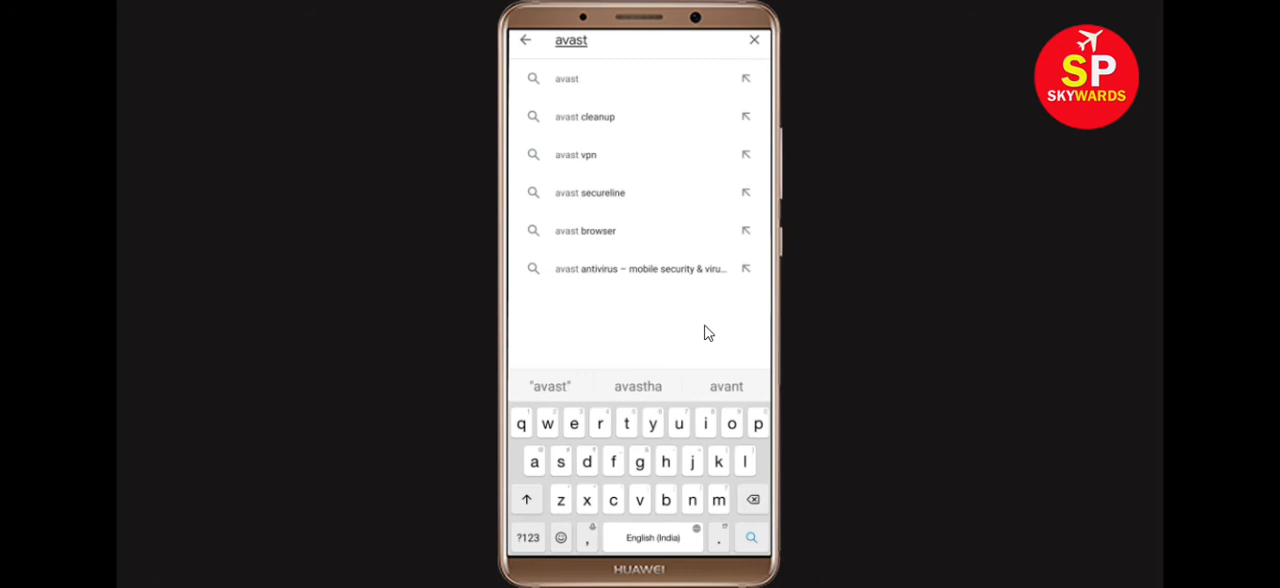 avast
avast
avast cleanup
avast vpn
avast secureline
avast browser
avast antivirus – mobile security & viru...
"avast" avastha avant
q w e r t y u i o p
a s d f g h j k l
z x c v b n m
?123 , English (India) .
HUAWEI
SP
SKYWARDS